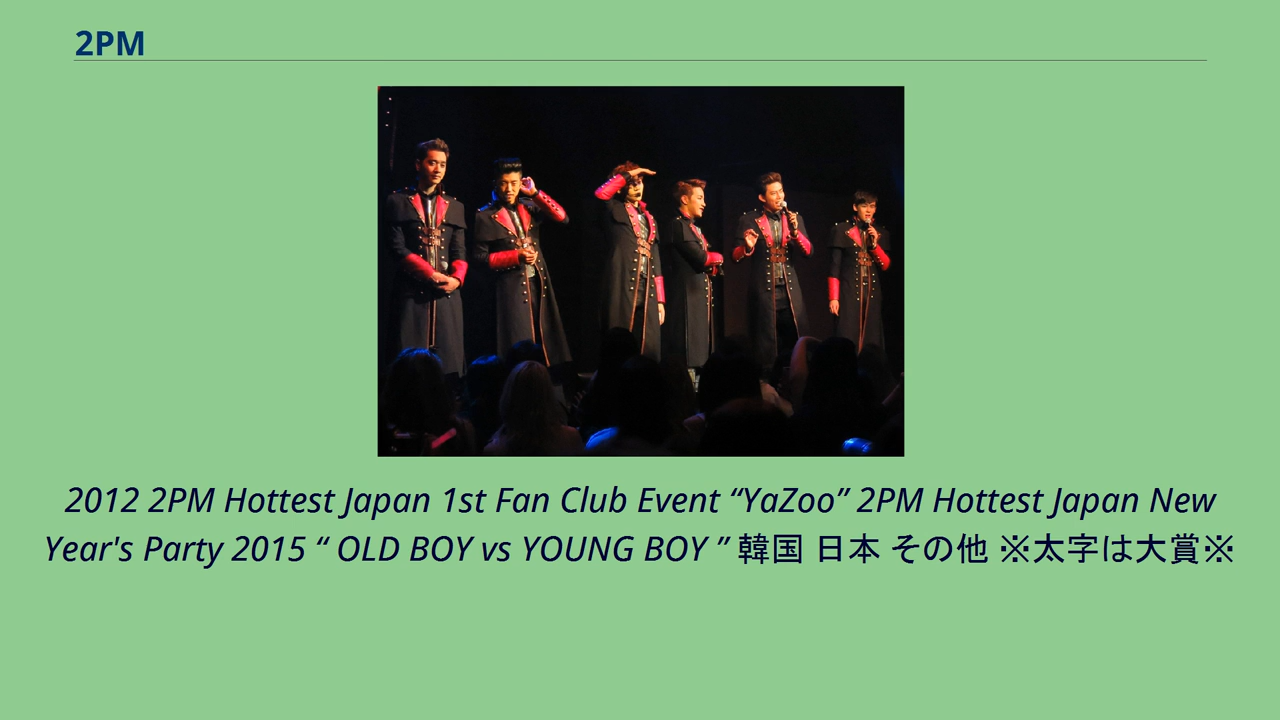 2PM
2012 2PM Hottest Japan 1st Fan Club Event “YaZoo” 2PM Hottest Japan New
Year's Party 2015 “ OLD BOY vs YOUNG BOY ” 韓国 日本 その他 ※太字は大賞※